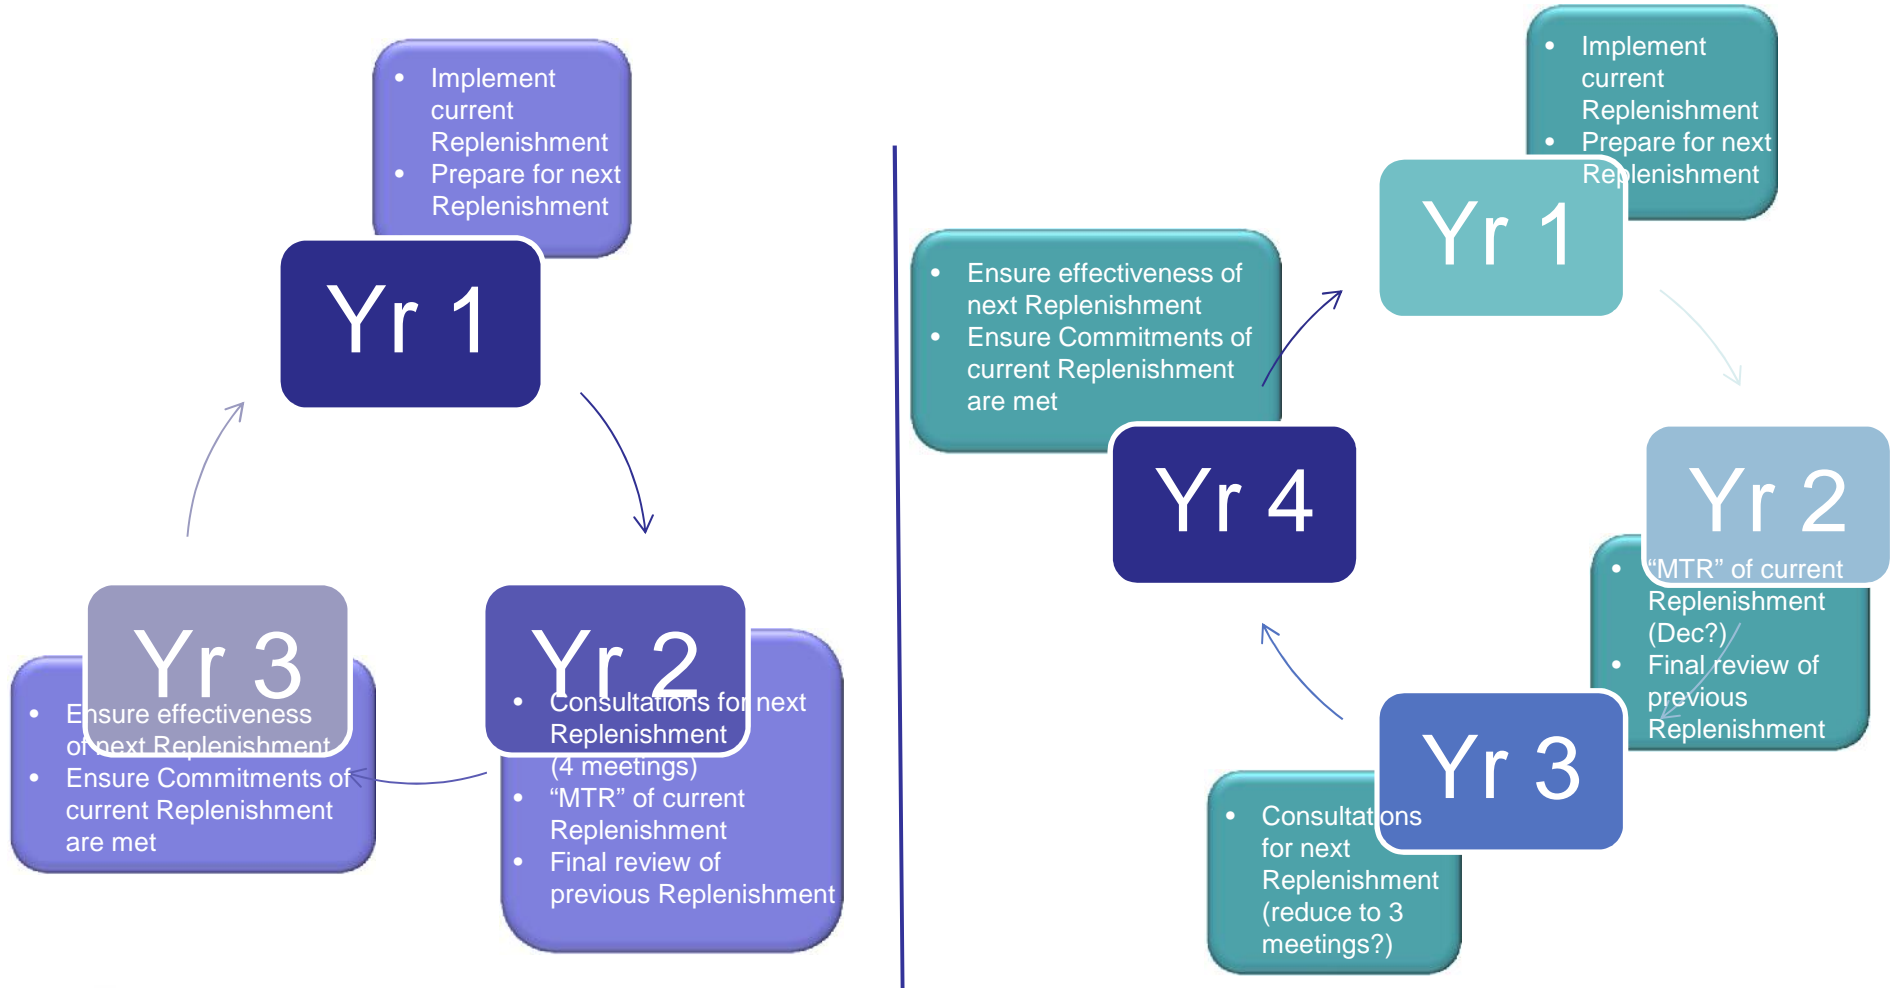 • Implement
current
Replenishment
• Prepare for next
Replenishment
Yr 1
Yr 2
• Consultations for next
Replenishment
(4 meetings)
• “MTR” of current
Replenishment
• Final review of
previous Replenishment
Yr 3
• Ensure effectiveness
of next Replenishment
• Ensure Commitments of
current Replenishment
are met
• Implement
current
Replenishment
• Prepare for next
Replenishment
Yr 1
Yr 2
• “MTR” of current
Replenishment
(Dec?)
• Final review of
previous
Replenishment
Yr 3
• Consultations
for next
Replenishment
(reduce to 3
meetings?)
• Ensure effectiveness of
next Replenishment
• Ensure Commitments of
current Replenishment
are met
Yr 4